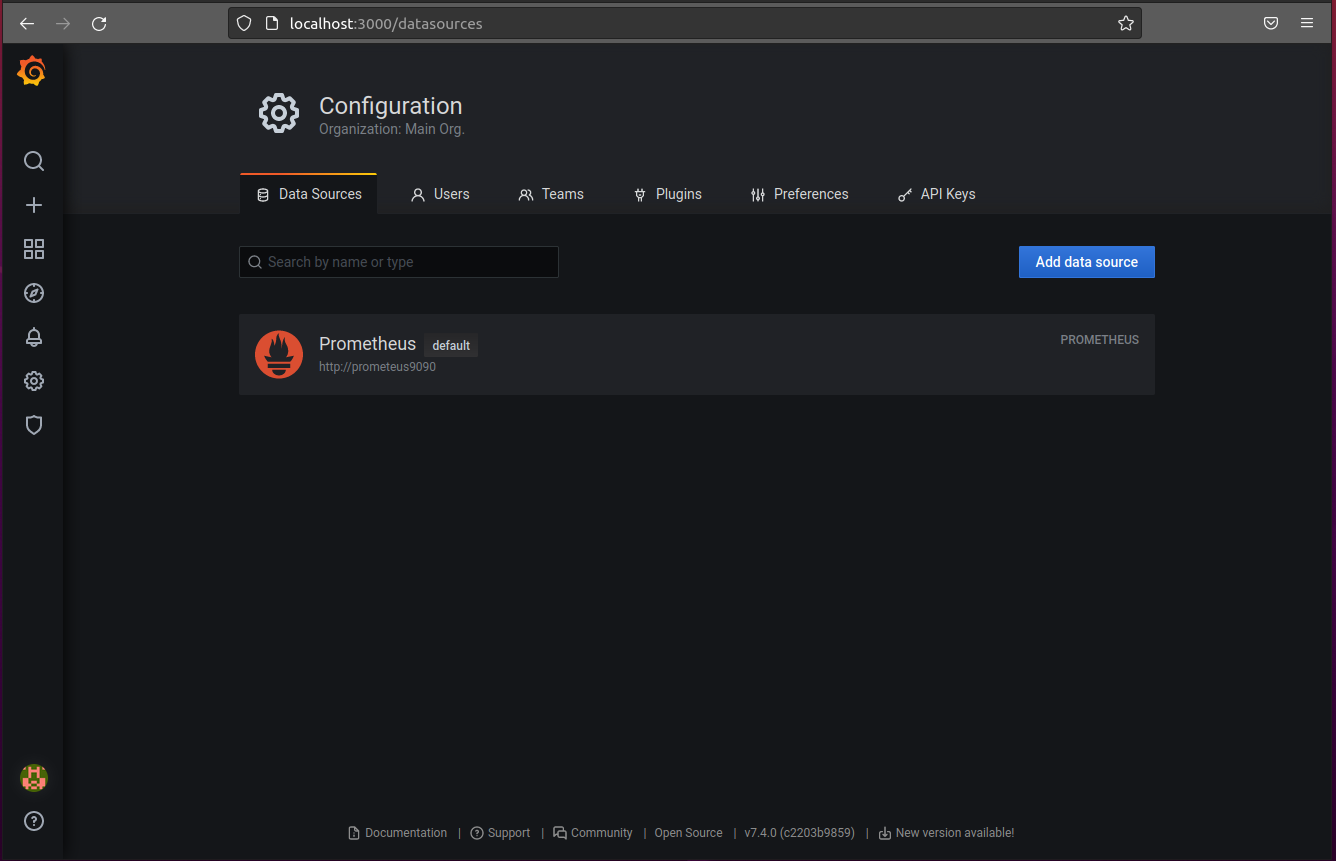 localhost:3000/datasources
Configuration
Organization: Main Org.
Data Sources Users Teams Plugins Preferences API Keys
Search by name or type Add data source
Prometheus default PROMETHEUS
http://prometeus9090
Documentation | Support | Community | Open Source | v7.4.0 (c2203b9859) | New version available!